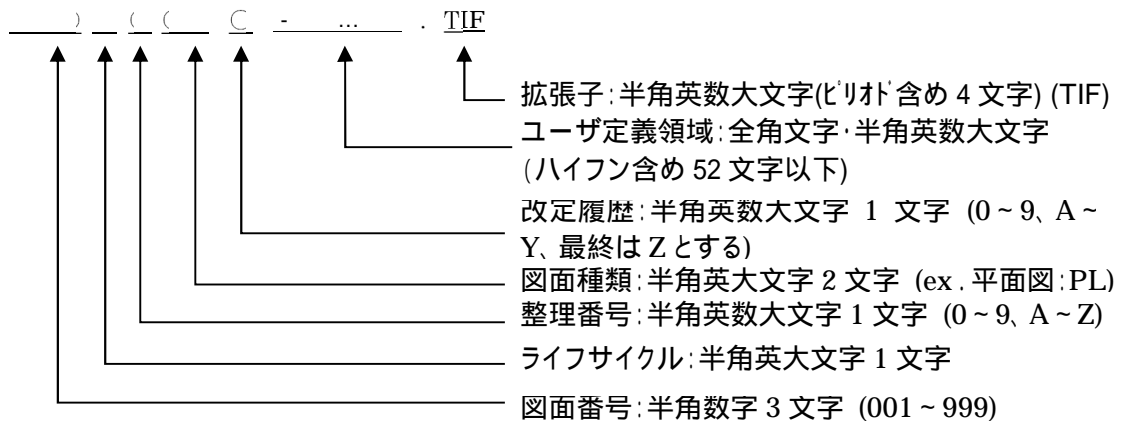 ) ( ( C - … . TIF
拡張子:半角英数大文字(ﾋﾟﾘｵﾄﾞ含め 4 文字) (TIF)
ユーザ定義領域:全角文字・半角英数大文字
(ハイフン含め 52 文字以下)
改定履歴:半角英数大文字 1 文字 (0~9、A~
Y、最終は Z とする)
図面種類:半角英大文字 2 文字 (ex.平面図:PL)
整理番号:半角英数大文字 1 文字 (0~9、A~Z)
ライフサイクル:半角英大文字 1 文字
図面番号:半角数字 3 文字 (001~999)